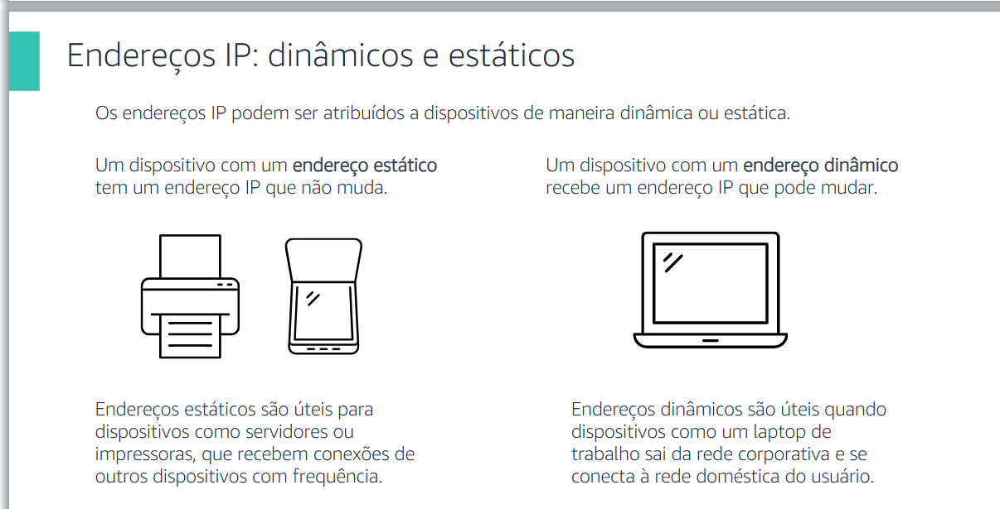 Endereços IP: dinâmicos e estáticos
Os endereços IP podem ser atribuídos a dispositivos de maneira dinâmica ou estática.
Um dispositivo com um endereço estático
tem um endereço IP que não muda.
Um dispositivo com um endereço dinâmico
recebe um endereço IP que pode mudar.
Endereços estáticos são úteis para
dispositivos como servidores ou
impressoras, que recebem conexões de
outros dispositivos com frequência.
Endereços dinâmicos são úteis quando
dispositivos como um laptop de
trabalho sai da rede corporativa e se
conecta à rede doméstica do usuário.